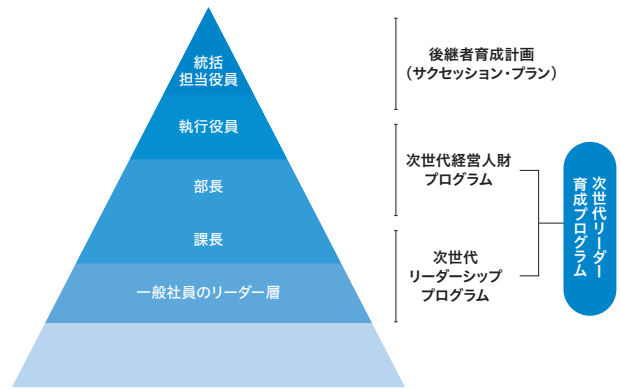 統括
担当役員
執行役員
部長
課長
一般社員のリーダー層
後継者育成計画
（サクセッション・プラン）
次世代経営人財
プログラム
次世代
リーダーシップ
プログラム
次世代リーダー
育成プログラム